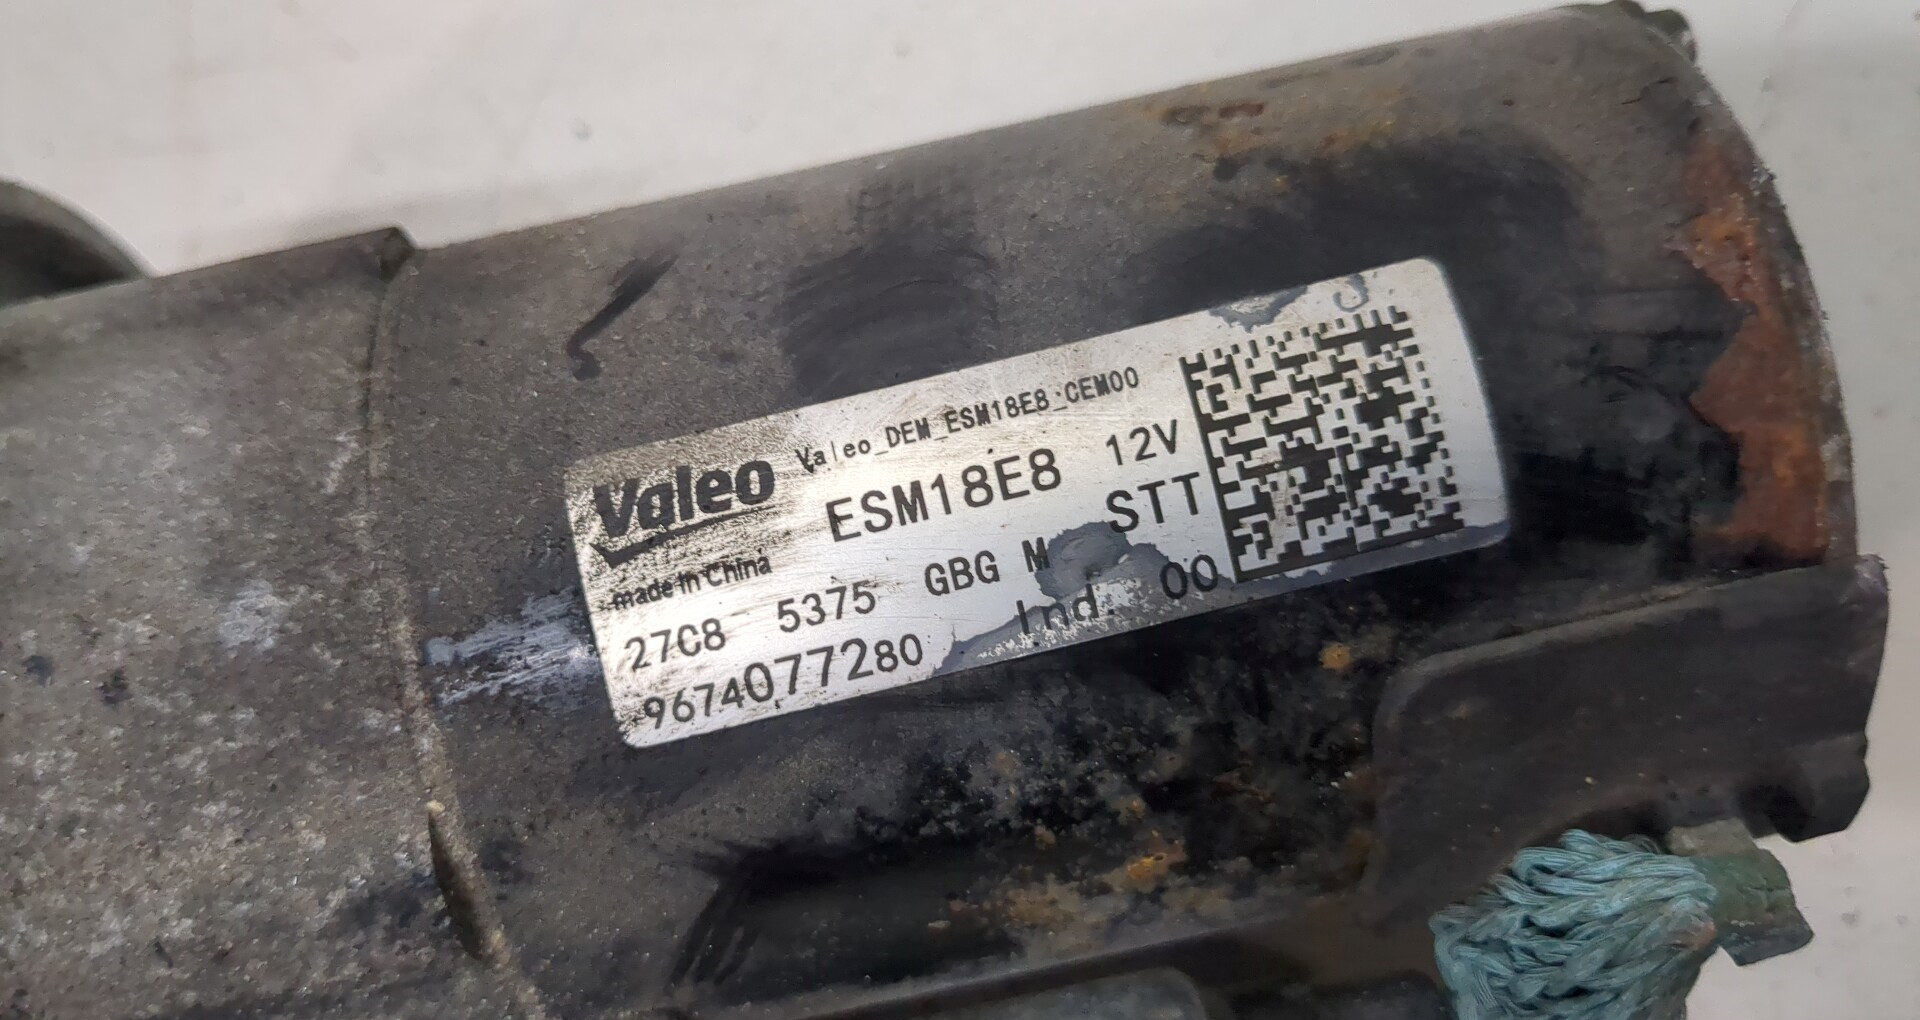 Valeo Valeo_DEM_ESM18E8_CEM00
ESM18E8 12V
made in China STT
27C8 5375 GBG M
9674077280 Ind. 00